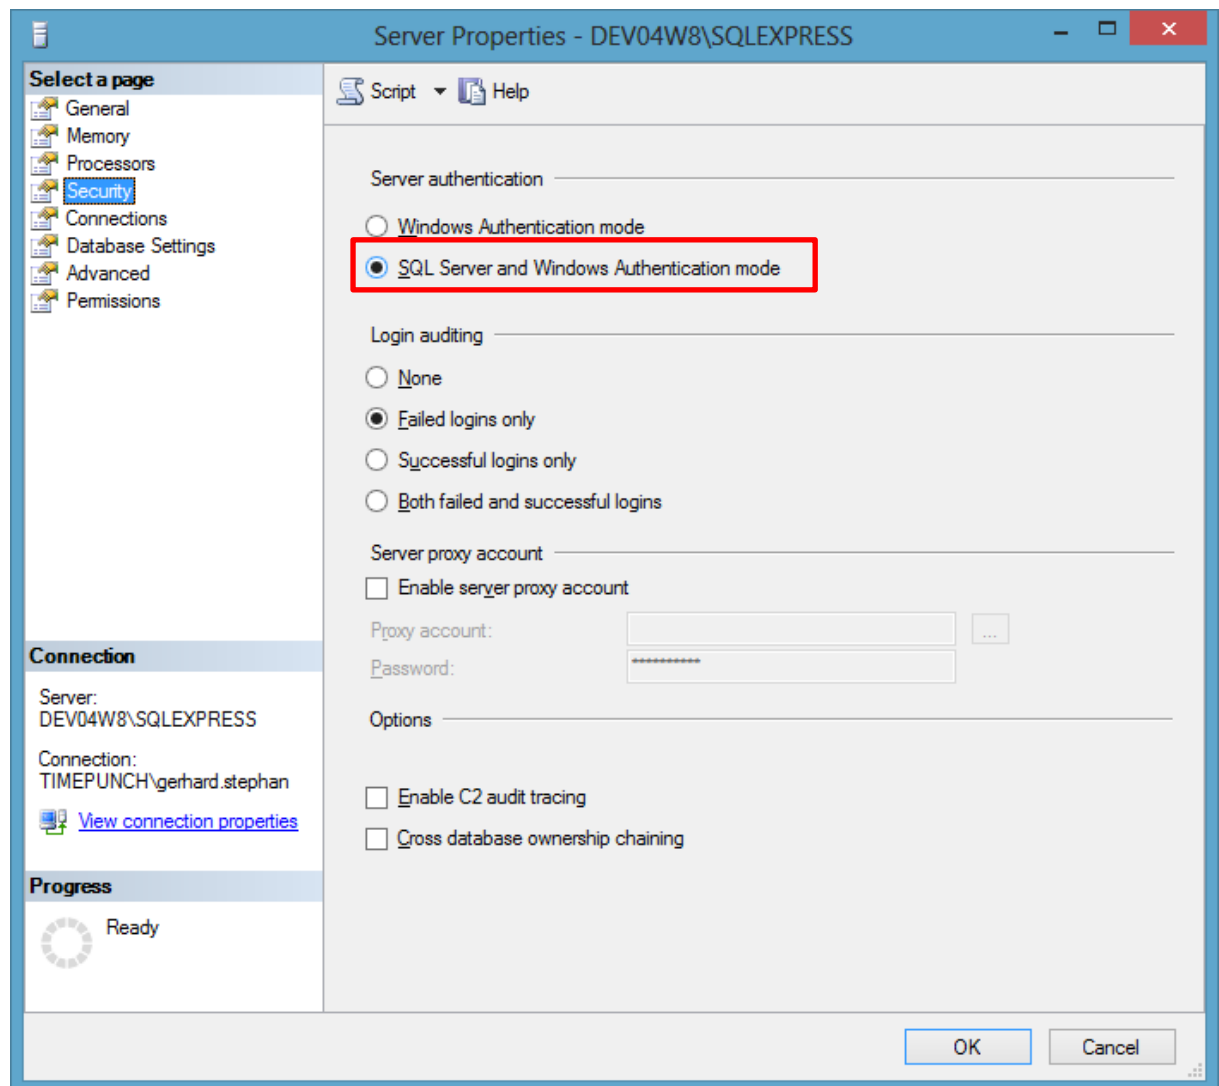 Server Properties - DEV04W8\SQLEXPRESS
Select a page
General
Memory
Processors
Security
Connections
Database Settings
Advanced
Permissions
Connection
Server:
DEV04W8\SQLEXPRESS
Connection:
TIMEPUNCH\gerhard.stephan
View connection properties
Progress
Ready
Script
Help
Server authentication
Windows Authentication mode
SQL Server and Windows Authentication mode
Login auditing
None
Failed logins only
Successful logins only
Both failed and successful logins
Server proxy account
Enable server proxy account
Proxy account:
...
Password:
**********
Options
Enable C2 audit tracing
Cross database ownership chaining
OK
Cancel